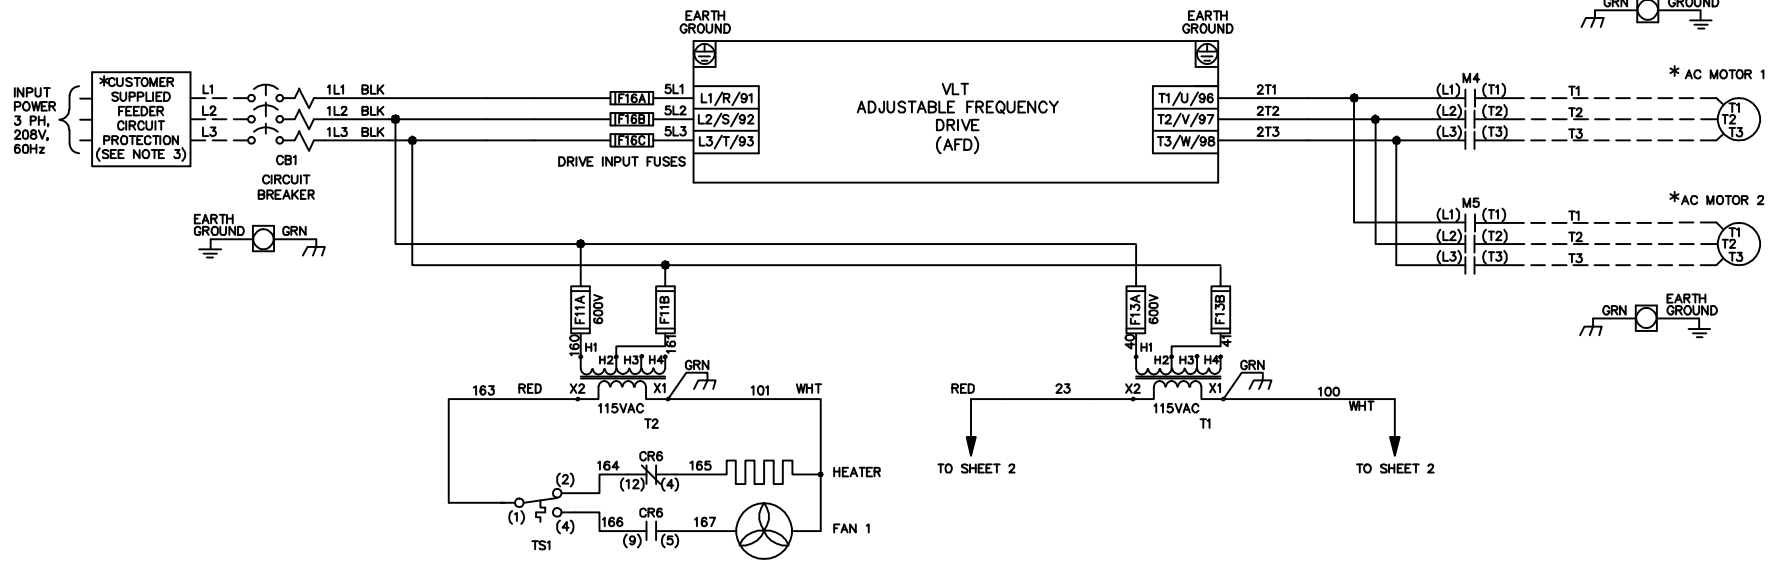 GRN
GROUND
EARTH
GROUND
EARTH
GROUND
INPUT
POWER
3 PH,
208V,
60Hz
*CUSTOMER
SUPPLIED
FEEDER
CIRCUIT
PROTECTION
(SEE NOTE 3)
L1
L2
L3
CB1
CIRCUIT
BREAKER
1L1 BLK
1L2 BLK
1L3 BLK
F16A
F16B
F16C
DRIVE INPUT FUSES
5L1
5L2
5L3
L1/R/91
L2/S/92
L3/T/93
VLT
ADJUSTABLE FREQUENCY
DRIVE
(AFD)
T1/U/96
T2/V/97
T3/W/98
2T1
2T2
2T3
M4
(L1) (T1)
(L2) (T2)
(L3) (T3)
T1
T2
T3
* AC MOTOR 1
T1
T2
T3
M5
(L1) (T1)
(L2) (T2)
(L3) (T3)
T1
T2
T3
*AC MOTOR 2
T1
T2
T3
EARTH
GROUND
GRN
GRN
EARTH
GROUND
F11A
600V
F11B
160
161
H1
H2 H3 H4
GRN
163
RED
X2
X1
101
WHT
115VAC
T2
F13A
600V
F13B
40
41
H1
H2 H3 H4
GRN
RED
23
X2
X1
100
WHT
115VAC
T1
TO SHEET 2
TO SHEET 2
(1)
(2)
(4)
TS1
164
CR6
(12) (4)
165
HEATER
166
CR6
(9) (5)
167
FAN 1